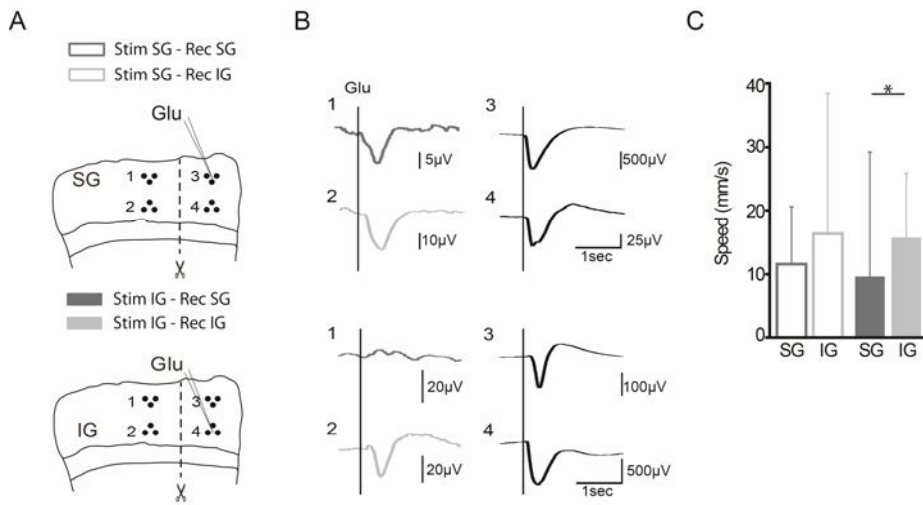 A
Stim SG - Rec SG
Stim SG - Rec IG
Glu
SG
1
3
2
4
Stim IG - Rec SG
Stim IG - Rec IG
Glu
1
3
IG
2
4
B
Glu
1
5µV
2
10µV
3
500µV
4
25µV
1sec
1
20µV
2
20µV
3
100µV
4
500µV
1sec
C
Speed (mm/s)
40
30
20
10
0
*
SG IG SG IG